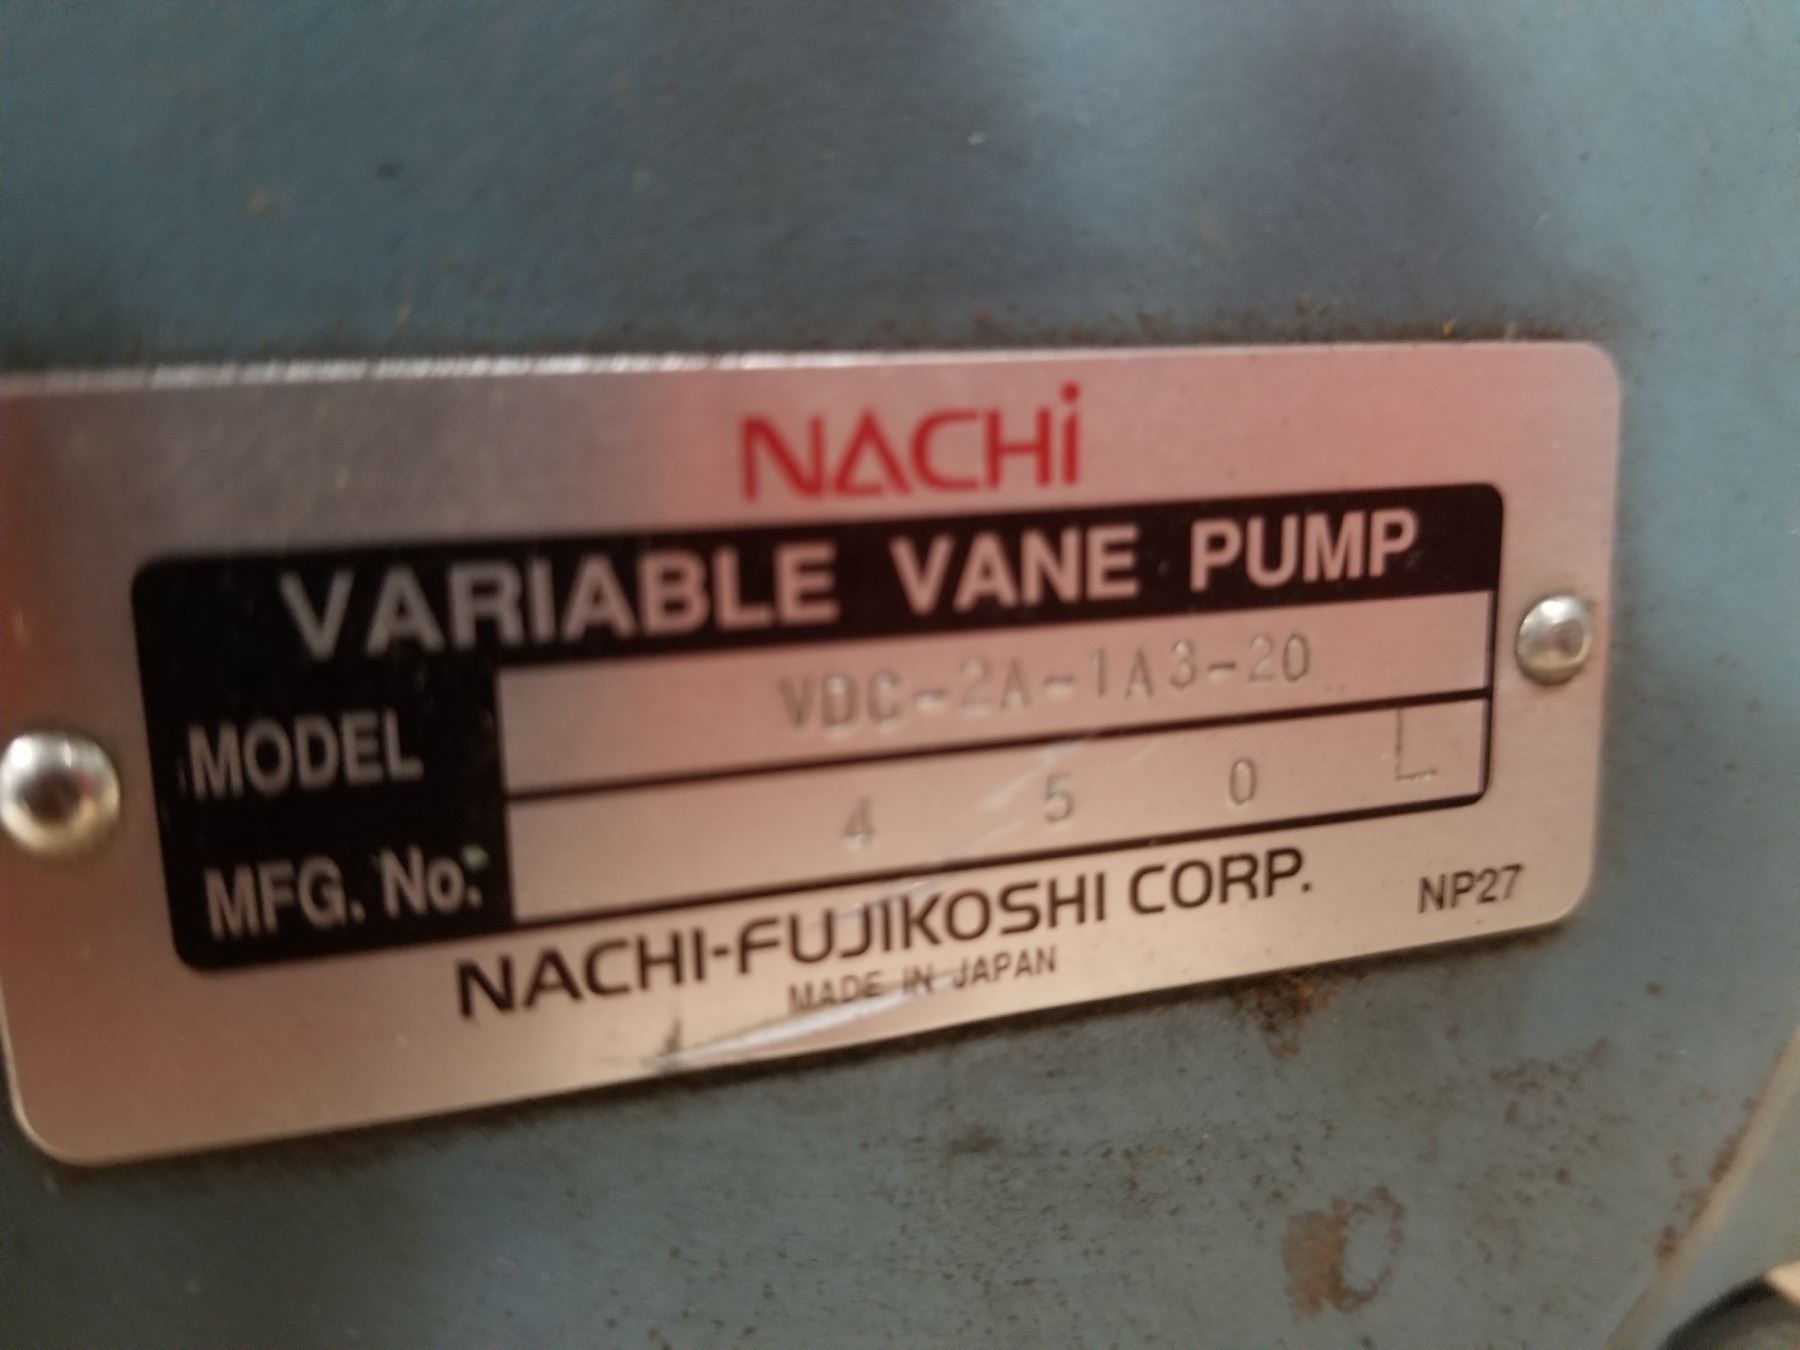 NACHi
VARIABLE VANE PUMP
MODEL VDC-2A-1A3-20
MFG. No. 4 5 0 L
NACHI-FUJIKOSHI CORP.
MADE IN JAPAN
NP27